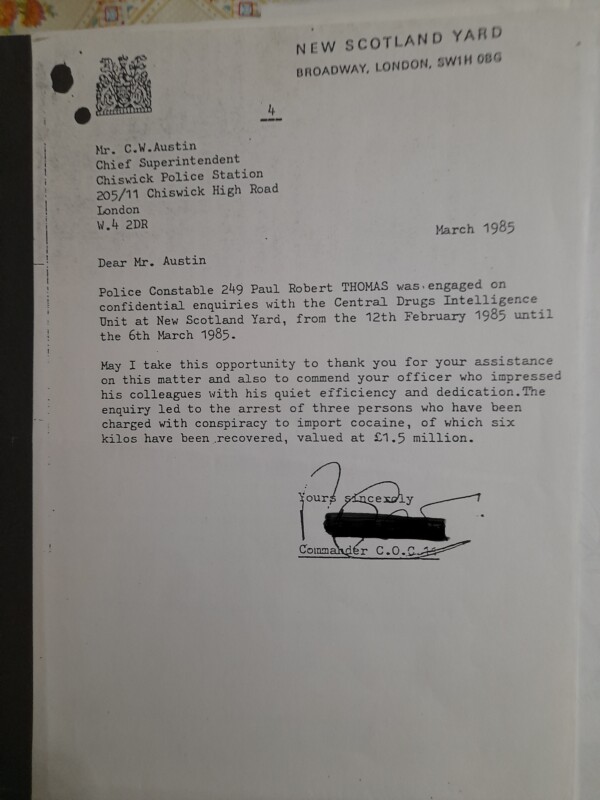 NEW SCOTLAND YARD
BROADWAY, LONDON, SW1H 0BG
4
Mr. C.W.Austin
Chief Superintendent
Chiswick Police Station
205/11 Chiswick High Road
London
W.4 2DR
March 1985
Dear Mr. Austin
Police Constable 249 Paul Robert THOMAS was engaged on
confidential enquiries with the Central Drugs Intelligence
Unit at New Scotland Yard, from the 12th February 1985 until
the 6th March 1985.
May I take this opportunity to thank you for your assistance
on this matter and also to commend your officer who impressed
his colleagues with his quiet efficiency and dedication.The
enquiry led to the arrest of three persons who have been
charged with conspiracy to import cocaine, of which six
kilos have been recovered, valued at £1.5 million.
Yours sincerely
Commander C.O.C.